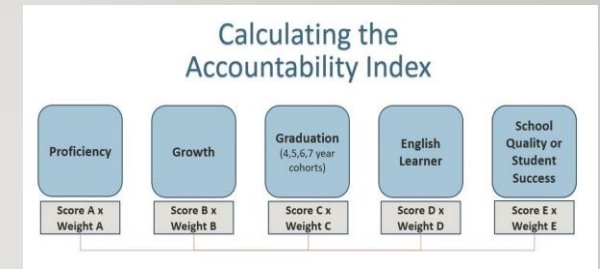 Calculating the
Accountability Index
Proficiency
Growth
Graduation
(4,5,6,7 year
cohorts)
English
Learner
School
Quality or
Student
Success
Score A x
Weight A
Score B x
Weight B
Score C x
Weight C
Score D x
Weight D
Score E x
Weight E